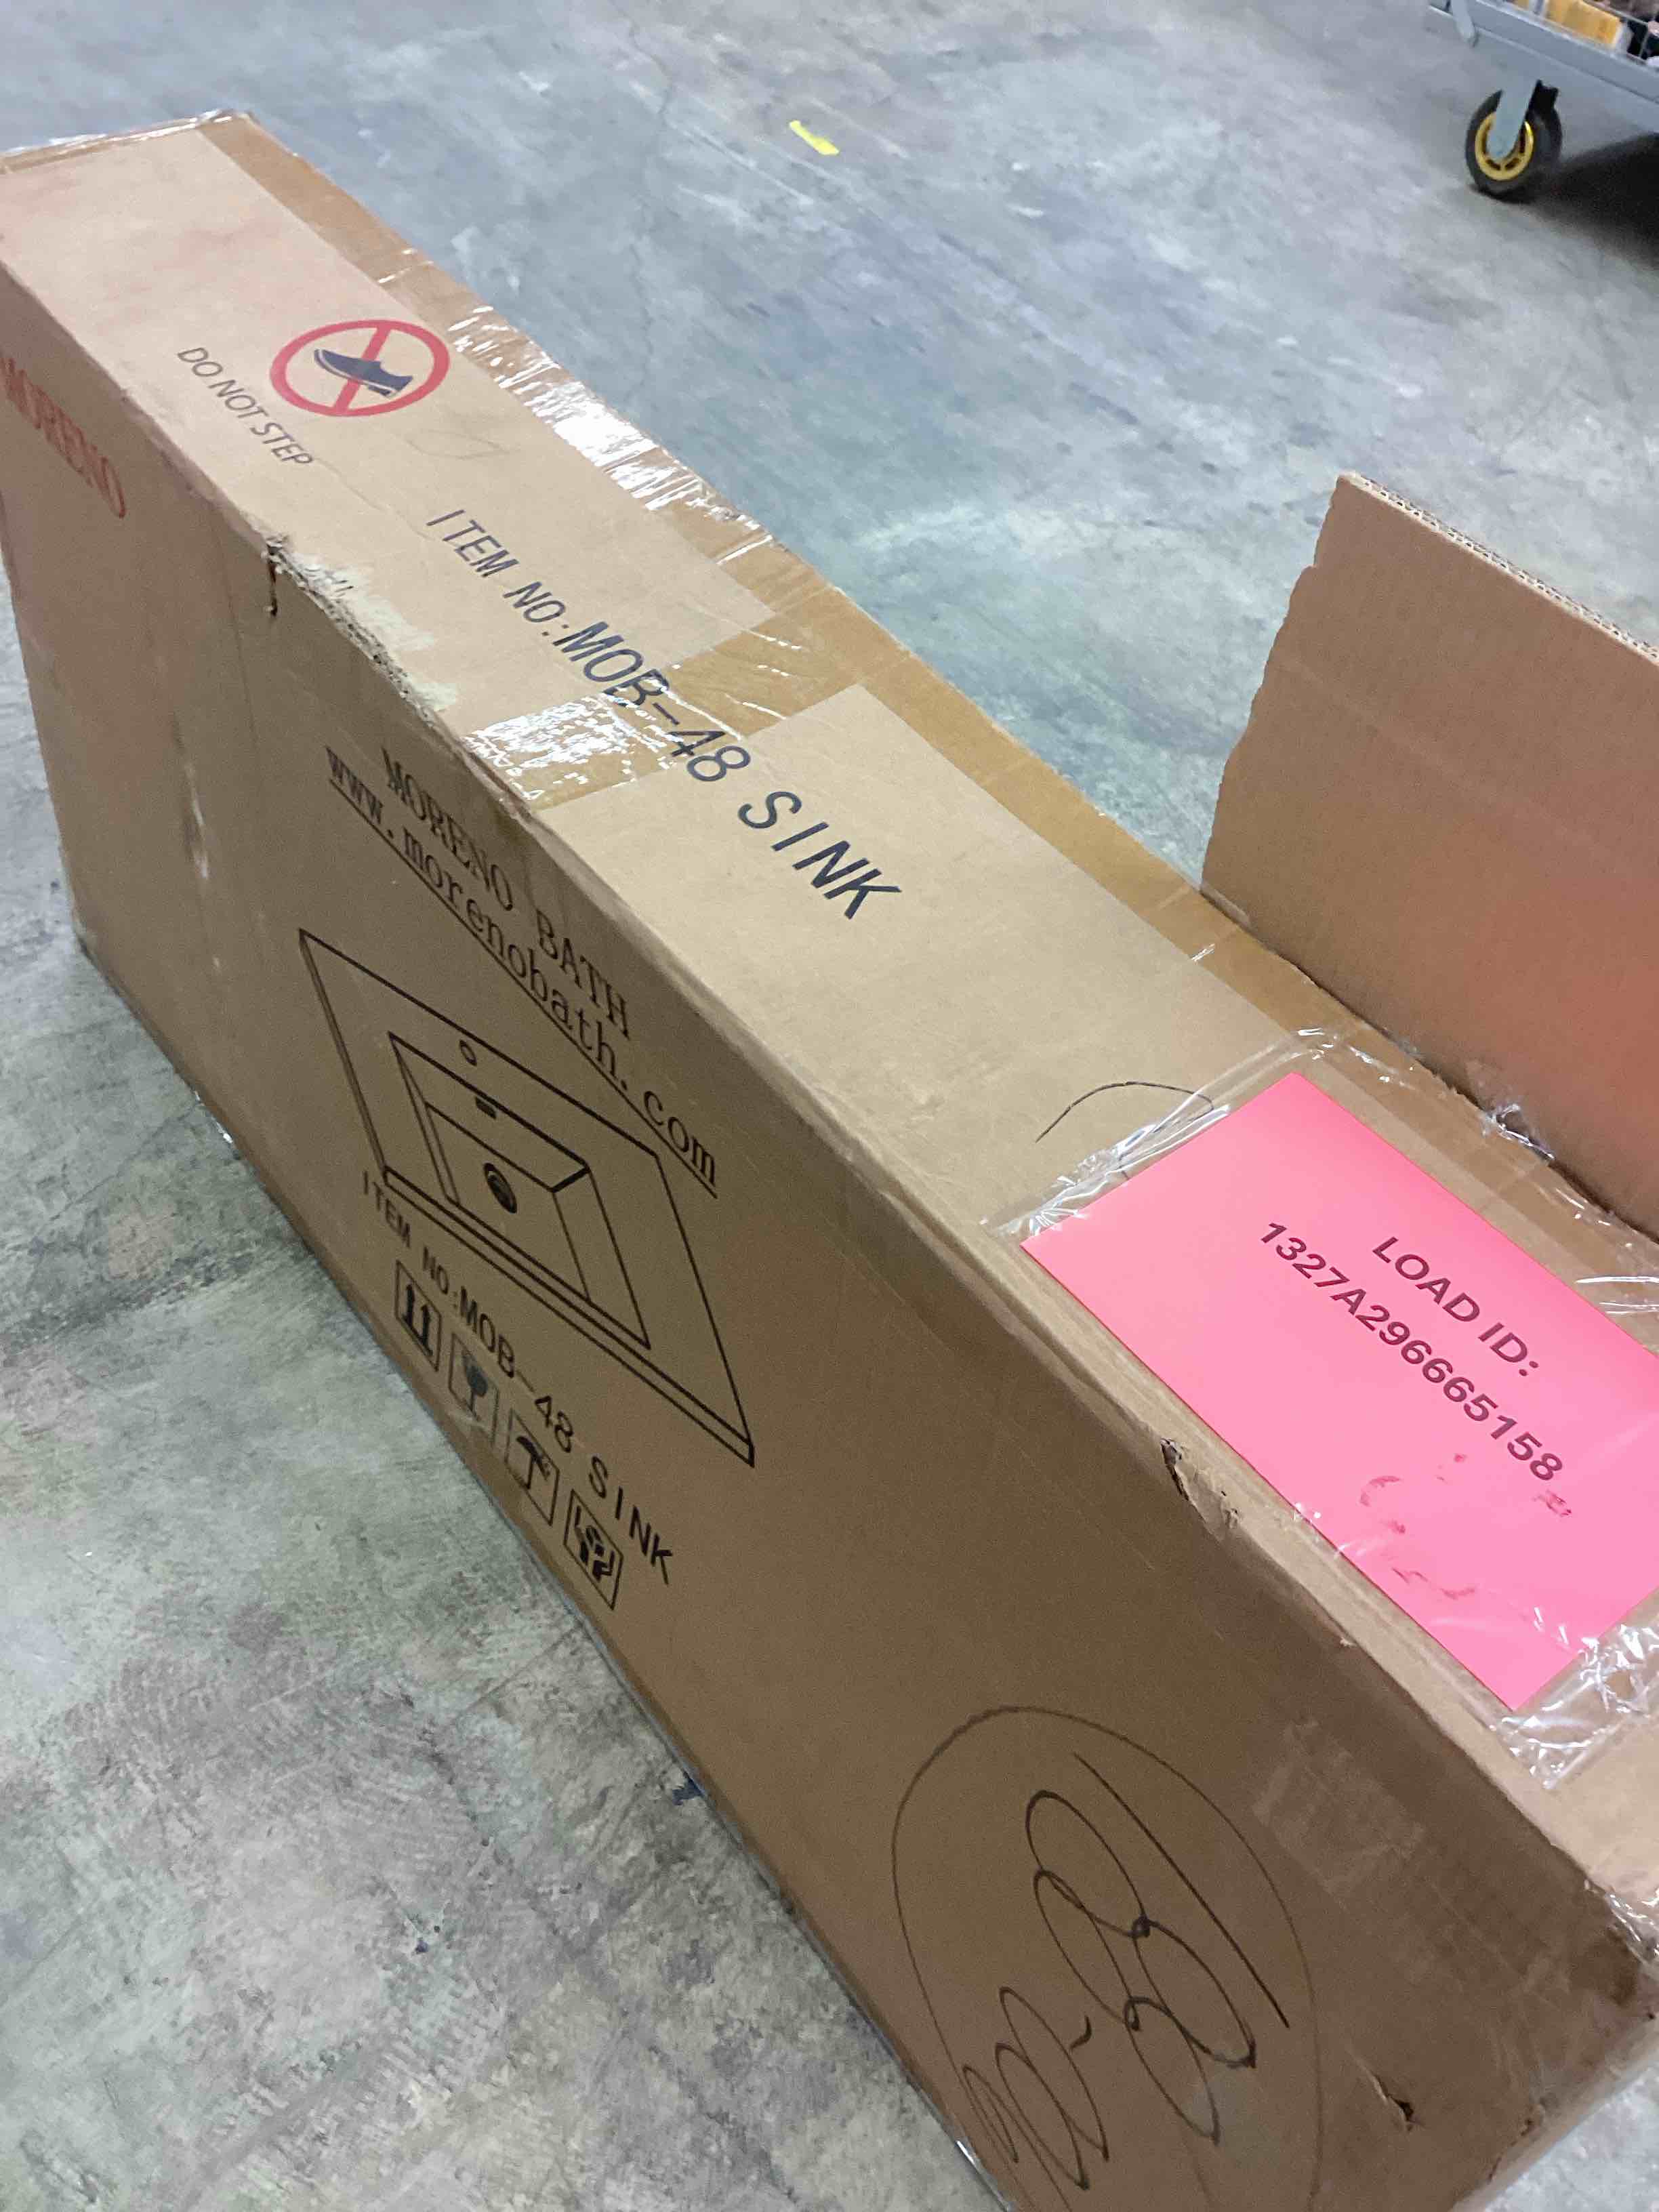 MORENO
DO NOT STEP
ITEM NO:MOB-48 SINK
MORENO BATH
www.morenobath.com
ITEM NO:MOB-48 SINK
LOAD ID:
1327A296665158